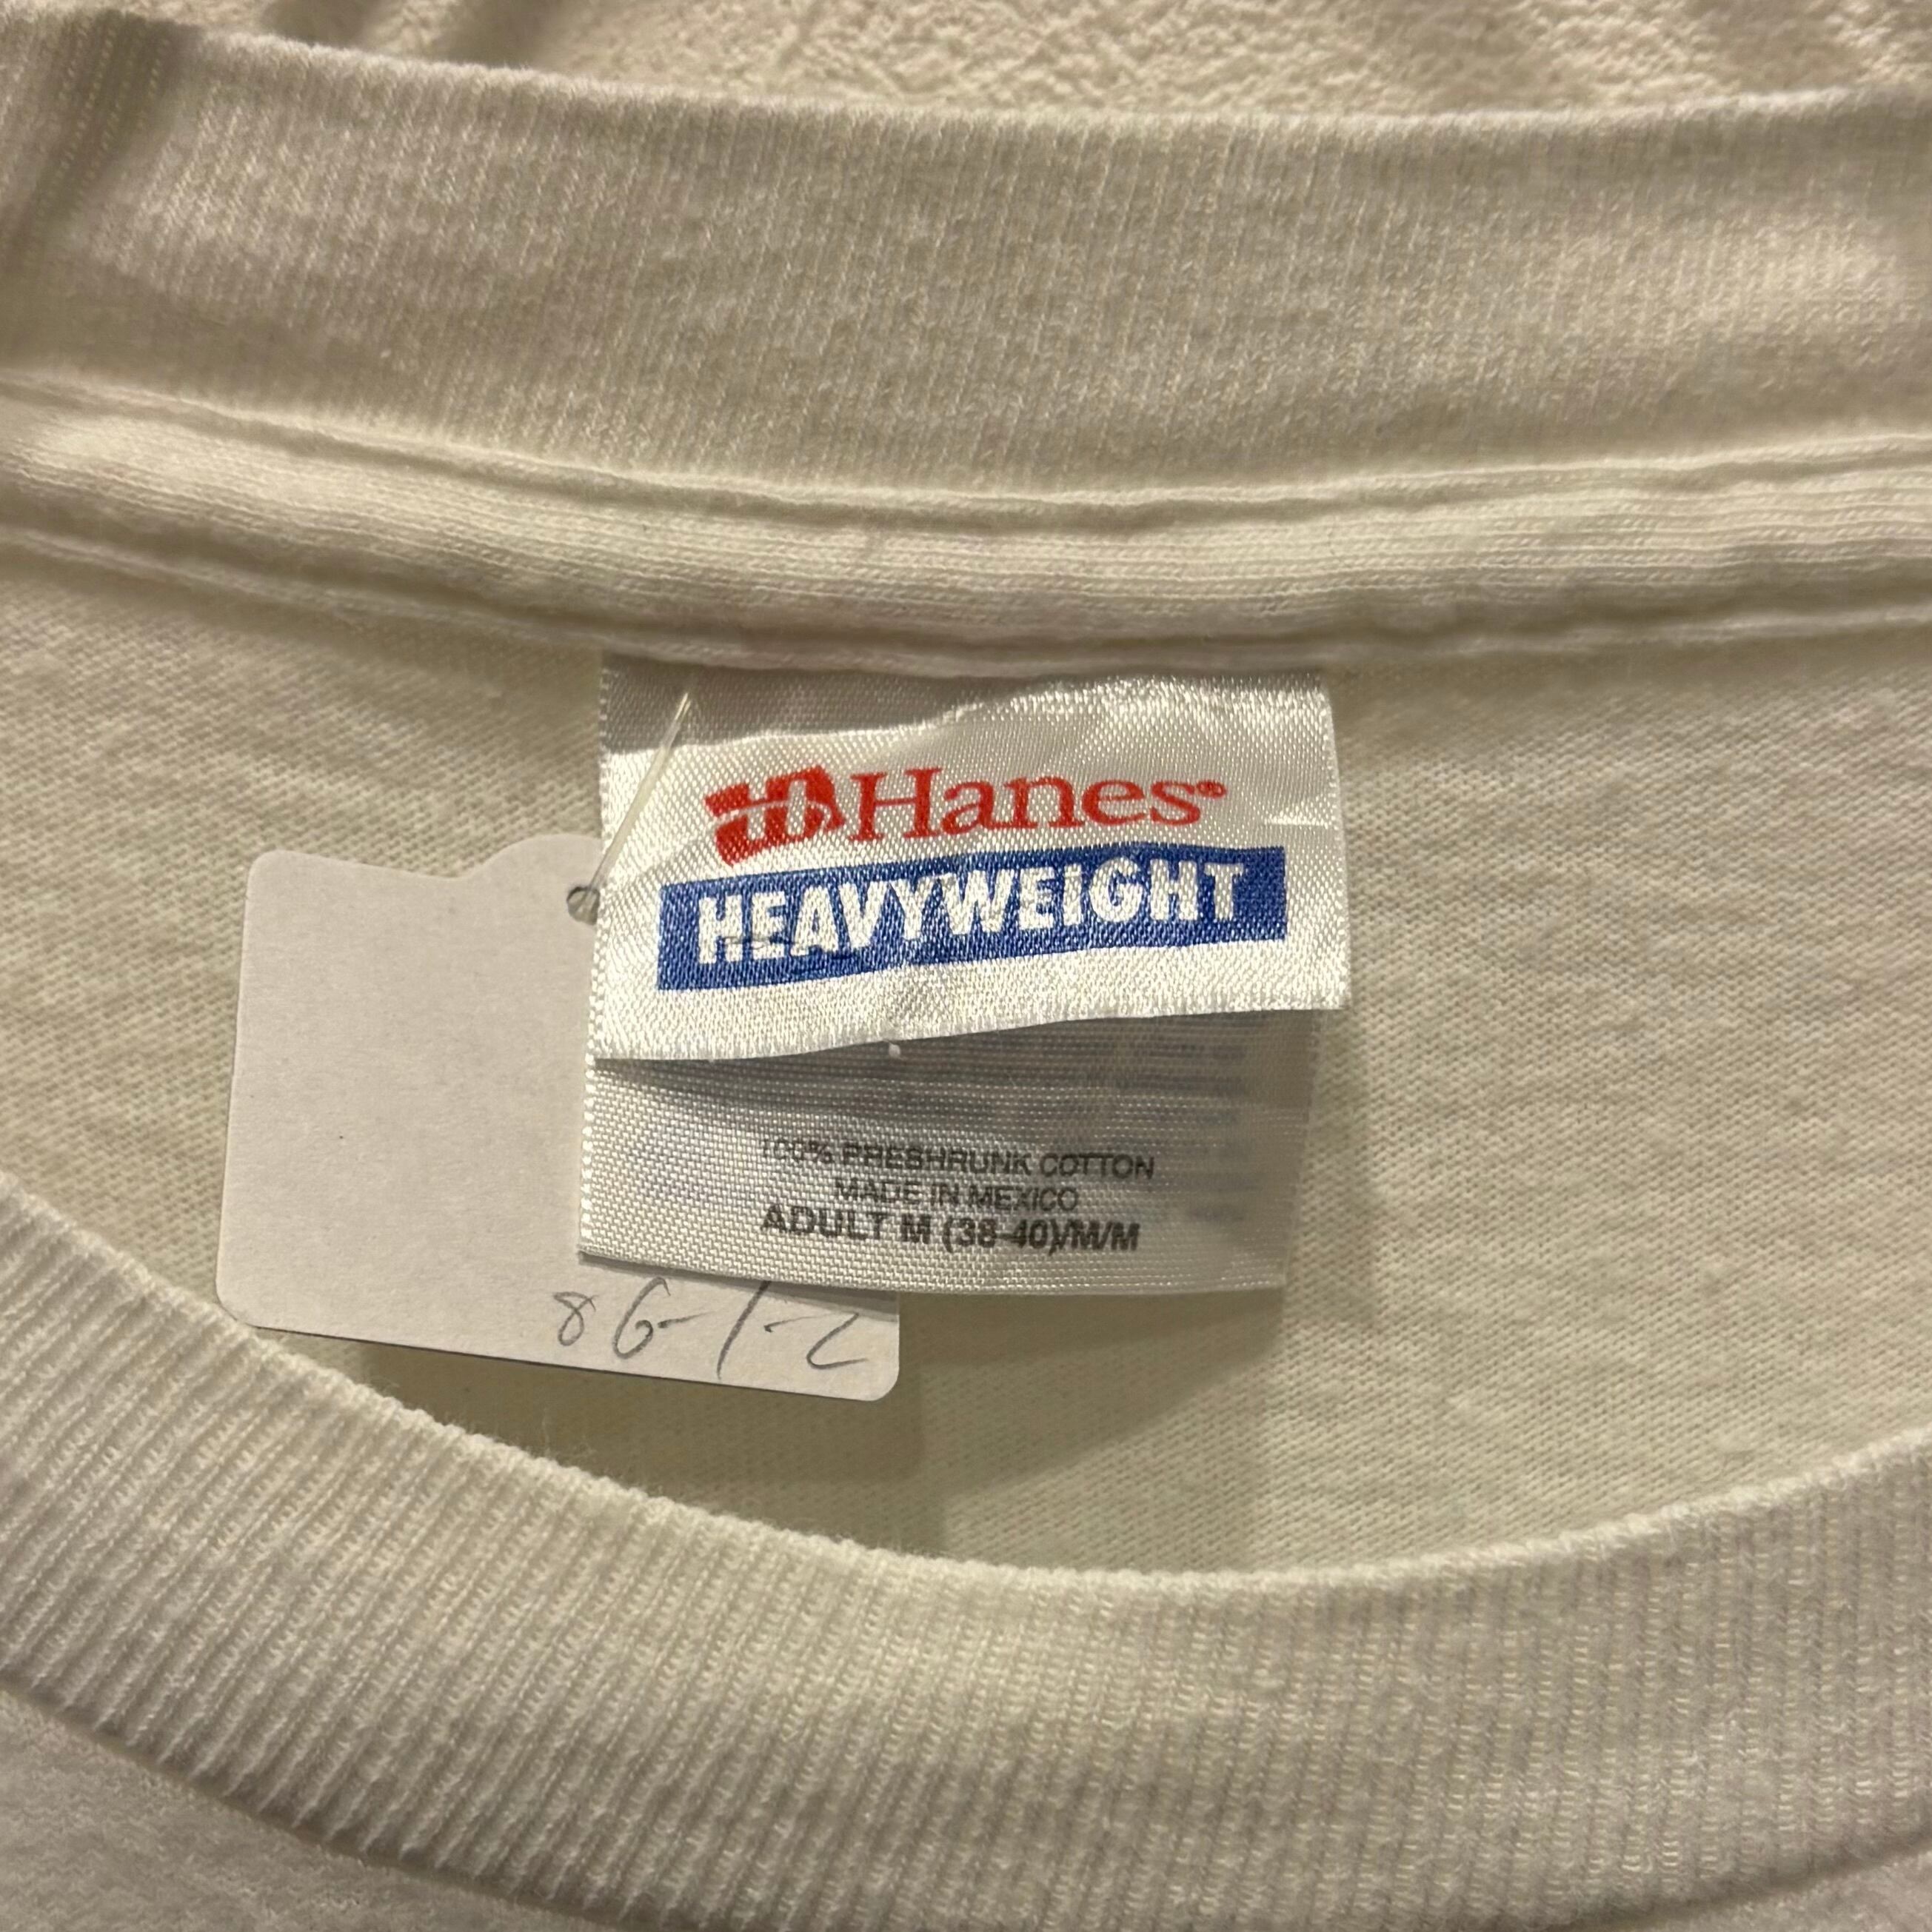 Hanes®
HEAVYWEIGHT
100% PRESHRUNK COTTON
MADE IN MEXICO
ADULT M (38-40)/M/M
86-1-2